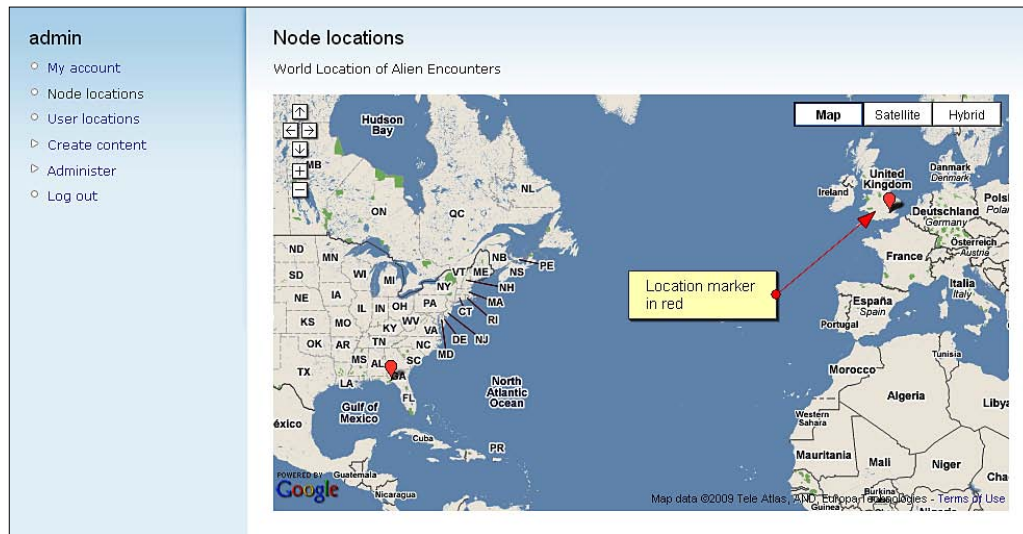 admin
My account
Node locations
User locations
Create content
Administer
Log out
Node locations
World Location of Alien Encounters
Map Satellite Hybrid
Hudson
Bay
MB
ON
QC
NL
ND
MN
SD
WI
MI
VT
ME
NB
NS
PE
NY
NH
MA
RI
CT
NE
IA
IL
IN
OH
PA
NJ
DE
MD
KS
MO
KY
WV
VA
OK
AR
TN
NC
SC
MS
AL
GA
TX
LA
FL
Gulf of
Mexico
éxico
Cuba
PR
Guatemala
Nicaragua
North
Atlantic
Ocean
United
Kingdom
Ireland
Danmark
Denmark
Deutschland
Germany
Pols
Polar
Österreich
Austria
France
Italia
Italy
España
Spain
Portugal
Location marker
in red
Tunisia
Morocco
Algeria
Libya
Western
Sahara
Mauritania
Mali
Niger
Cha
Burkina
Guinea
POWERED BY
Google
Map data ©2009 Tele Atlas, AND, Europa Technologies - Terms of Use